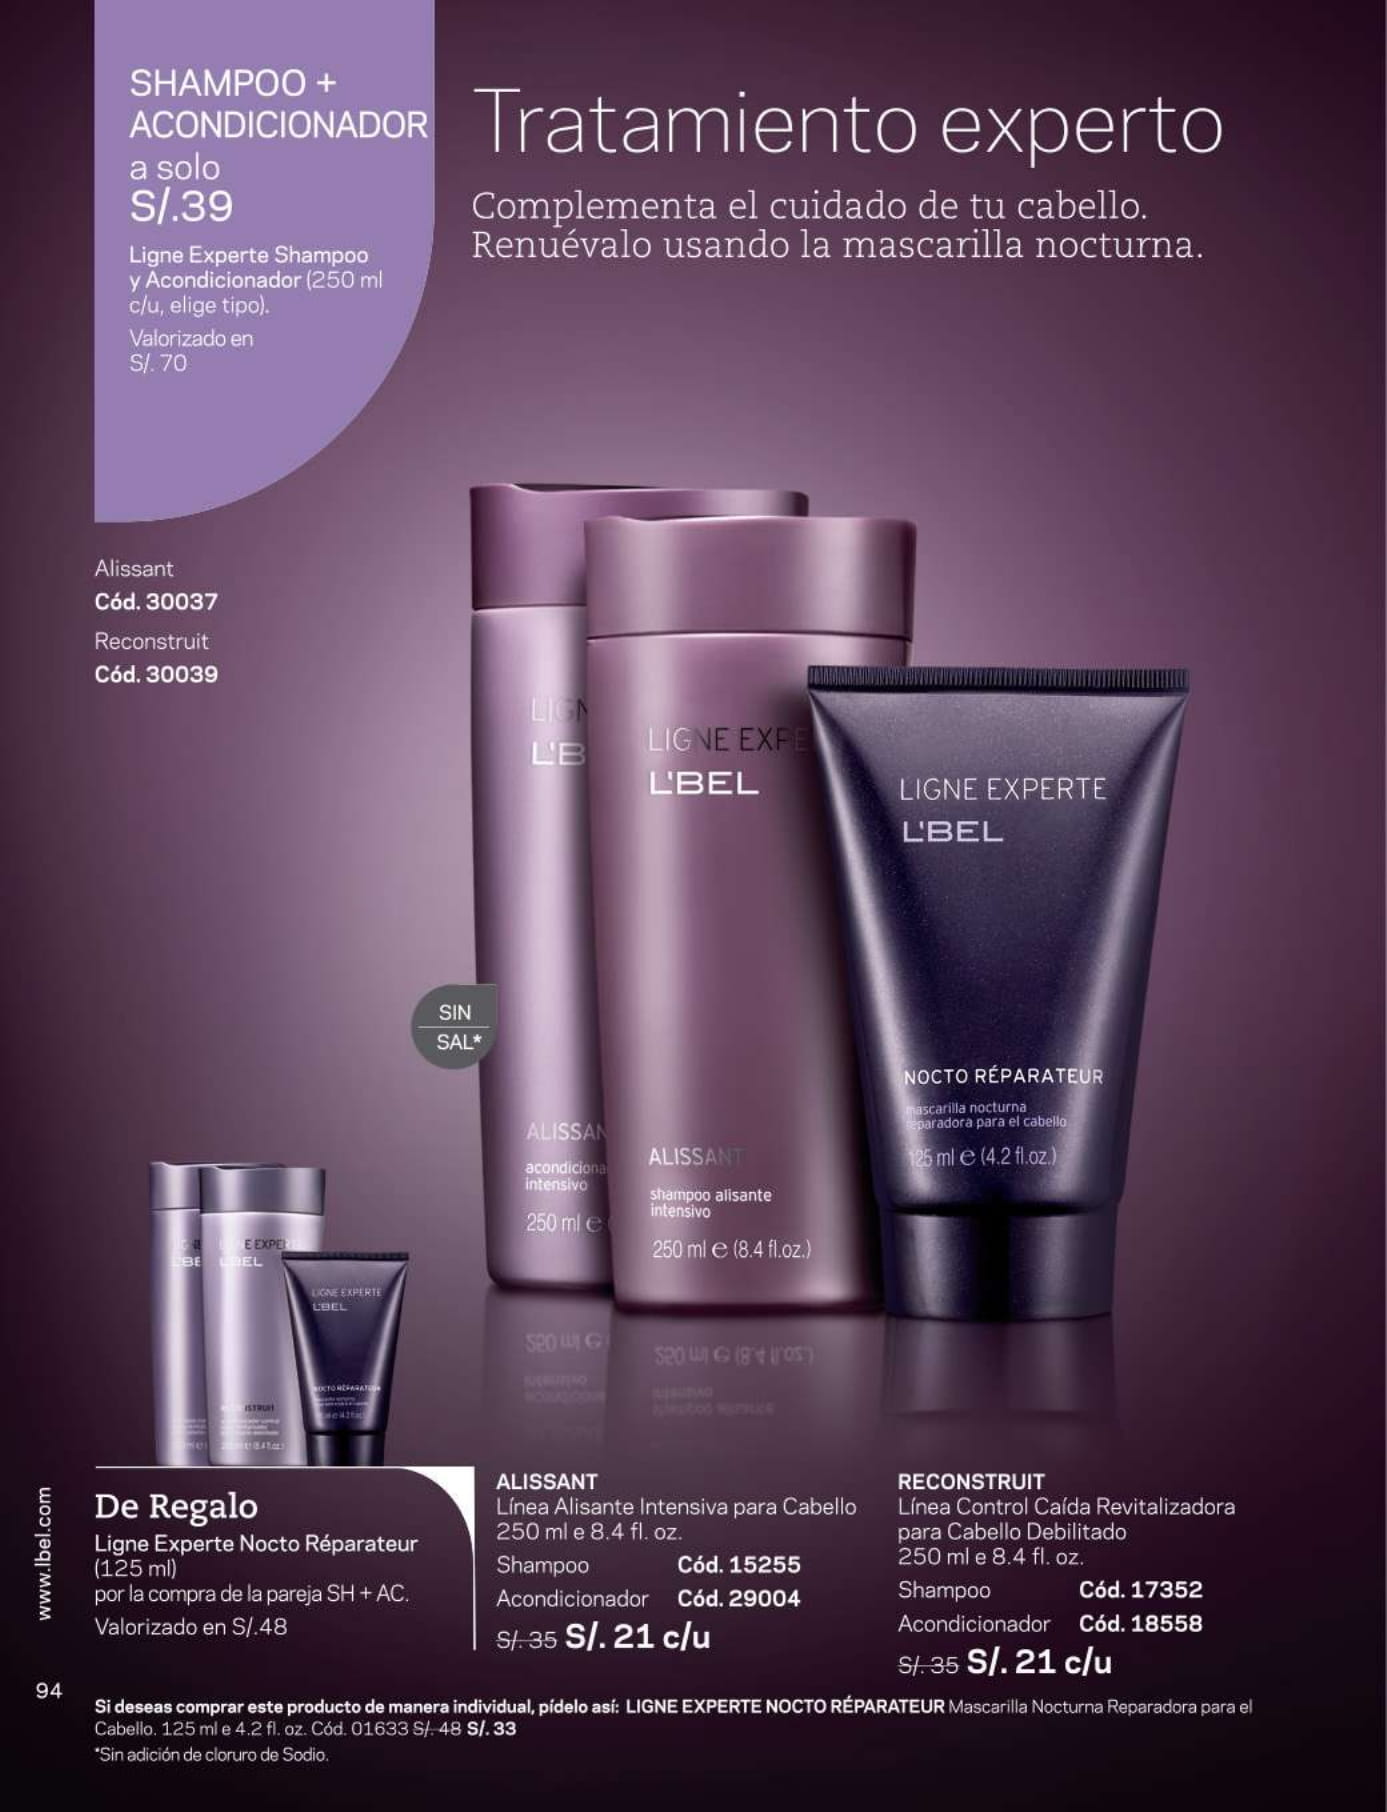 SHAMPOO +
ACONDICIONADOR
a solo
S/.39
Ligne Experte Shampoo
y Acondicionador (250 ml
c/u, elige tipo).
Valorizado en
S/. 70
Tratamiento experto
Complementa el cuidado de tu cabello.
Renuévalo usando la mascarilla nocturna.
Alissant
Cód. 30037
Reconstruit
Cód. 30039
L'BEL
ALISSANT
shampoo alisante
intensivo
250 ml e (8.4 fl.oz.)
intensivo
250 ml e
LIGNE EXPERTE
L'BEL
NOCTO RÉPARATEUR
mascarilla nocturna
reparadora para el cabello
125 ml e (4.2 fl.oz.)
SIN
SAL*
LIGNE EXPERTE
L'BEL
NOCTO RÉPARATEUR
De Regalo
Ligne Experte Nocto Réparateur
(125 ml)
por la compra de la pareja SH + AC.
Valorizado en S/.48
ALISSANT
Línea Alisante Intensiva para Cabello
250 ml e 8.4 fl. oz.
Shampoo Cód. 15255
Acondicionador Cód. 29004
S/. 35 S/. 21 c/u
RECONSTRUIT
Línea Control Caída Revitalizadora
para Cabello Debilitado
250 ml e 8.4 fl. oz.
Shampoo Cód. 17352
Acondicionador Cód. 18558
S/. 35 S/. 21 c/u
www.lbel.com
94
Si deseas comprar este producto de manera individual, pídelo así: LIGNE EXPERTE NOCTO RÉPARATEUR Mascarilla Nocturna Reparadora para el
Cabello. 125 ml e 4.2 fl. oz. Cód. 01633 S/. 48 S/. 33
*Sin adición de cloruro de Sodio.